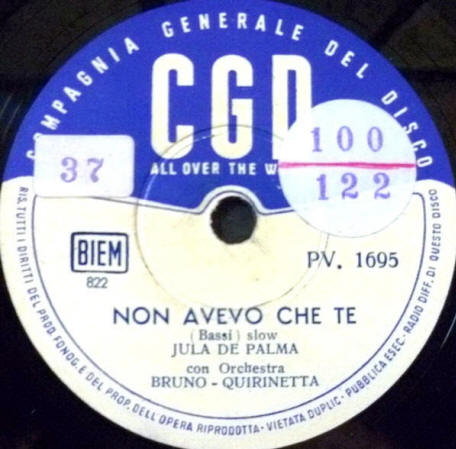 COMPAGNIA GENERALE DEL DISCO
CGD
ALL OVER THE W
37
100
122
BIEM
822
PV. 1695
NON AVEVO CHE TE
(Bassi) slow
JULA DE PALMA
con Orchestra
BRUNO - QUIRINETTA
RIS. TUTTI I DIRITTI DEL PROD. FONOG. E DEL PROP. DELL'OPERA RIPRODOTTA - VIETATA DUPLIC. - PUBBLICA ESEC. - RADIO DIFF. DI QUESTO DISCO